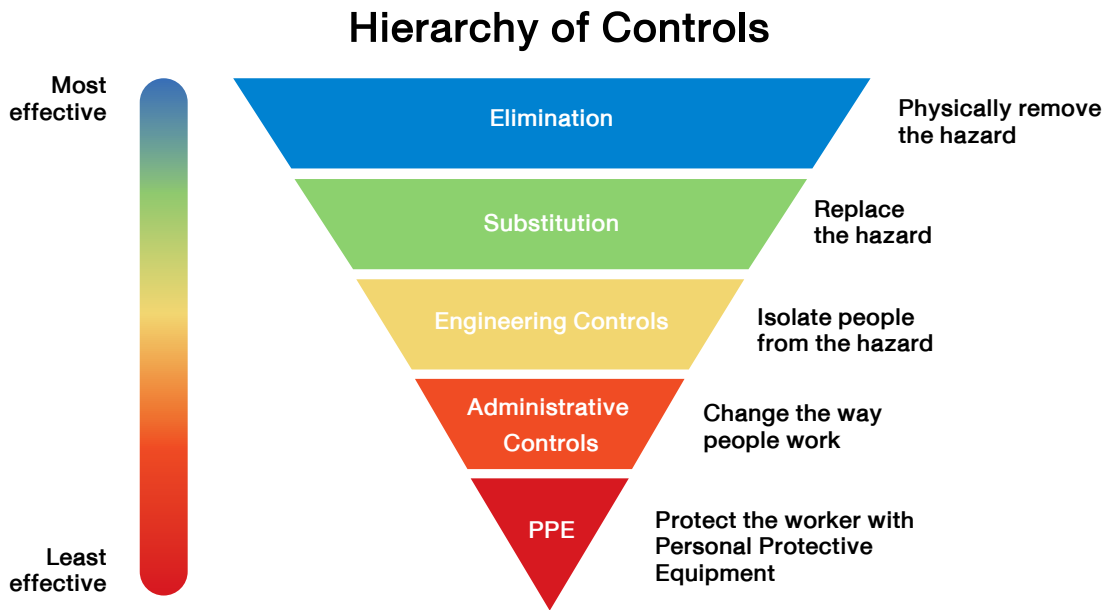 Hierarchy of Controls
Most
effective
Elimination
Physically remove
the hazard
Substitution
Replace
the hazard
Engineering Controls
Isolate people
from the hazard
Administrative
Controls
Change the way
people work
PPE
Protect the worker with
Personal Protective
Equipment
Least
effective